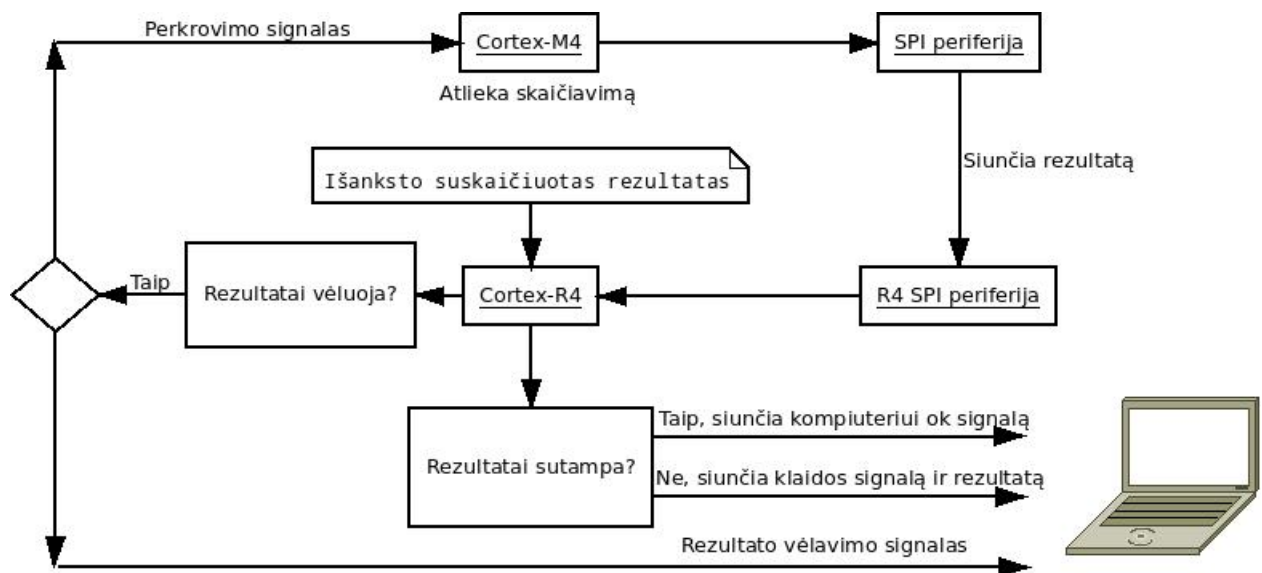 Perkrovimo signalas
Cortex-M4
SPI periferija
Atlieka skaičiavimą
Siunčia rezultatą
Išanksto suskaičiuotas rezultatas
Taip
Rezultatai vėluoja?
Cortex-R4
R4 SPI periferija
Taip, siunčia kompiuteriui ok signalą
Rezultatai sutampa?
Ne, siunčia klaidos signalą ir rezultatą
Rezultato vėlavimo signalas